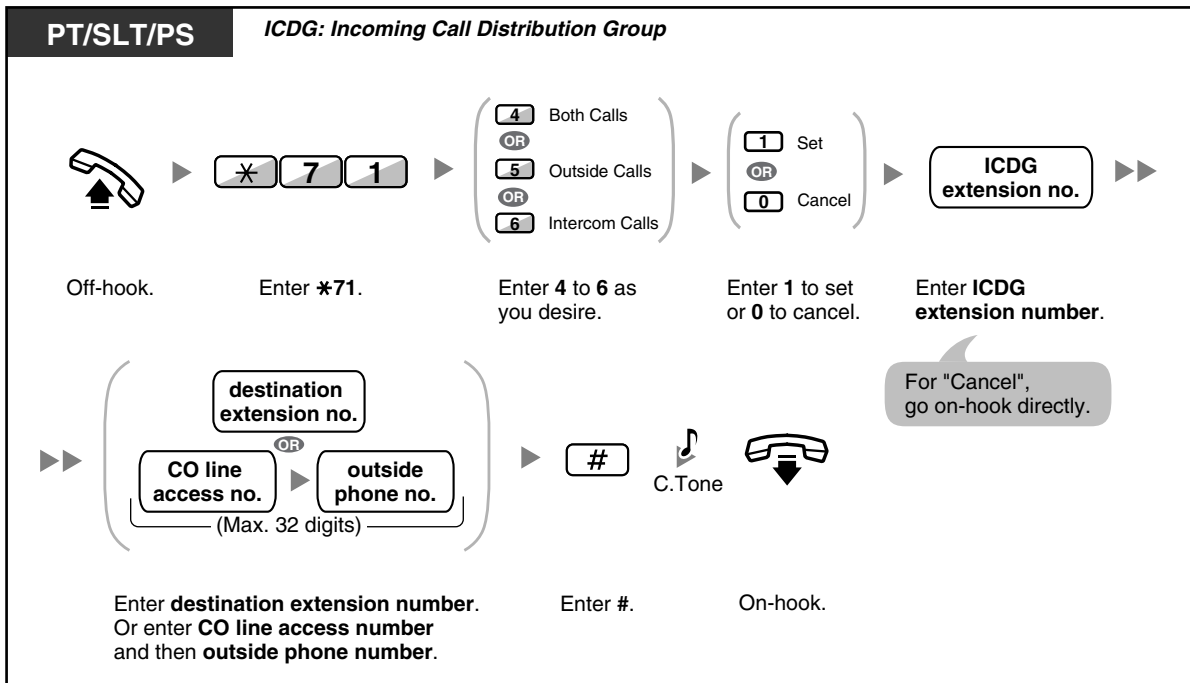 PT/SLT/PS
ICDG: Incoming Call Distribution Group
4 Both Calls
OR
5 Outside Calls
OR
6 Intercom Calls
1 Set
OR
0 Cancel
ICDG
extension no.
✳ 7 1
Off-hook.
Enter ✳71.
Enter 4 to 6 as
you desire.
Enter 1 to set
or 0 to cancel.
Enter ICDG
extension number.
For "Cancel",
go on-hook directly.
destination
extension no.
OR
CO line
access no.
outside
phone no.
(Max. 32 digits)
#
C.Tone
Enter destination extension number.
Or enter CO line access number
and then outside phone number.
Enter #.
On-hook.